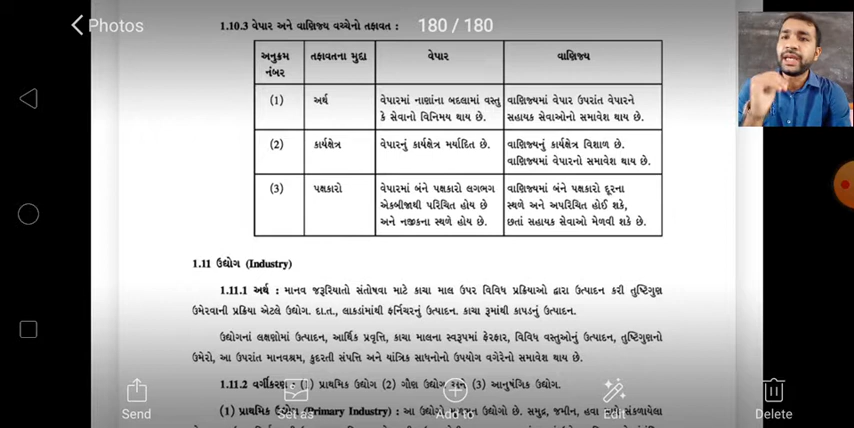 Photos
180 / 180
1.10.3 વેપાર અને વાણિજ્ય વચ્ચેનો તફાવત :
અનુક્રમ નંબર તફાવતના મુદ્દા વેપાર વાણિજ્ય
(1) અર્થ વેપારમાં નાણાંના બદલામાં વસ્તુ કે સેવાનો વિનિમય થાય છે. વાણિજ્યમાં વેપાર ઉપરાંત વેપારને સહાયક સેવાઓનો સમાવેશ થાય છે.
(2) કાર્યક્ષેત્ર વેપારનું કાર્યક્ષેત્ર મર્યાદિત છે. વાણિજ્યનું કાર્યક્ષેત્ર વિશાળ છે. વાણિજ્યમાં વેપારનો સમાવેશ થાય છે.
(3) પક્ષકારો વેપારમાં બંને પક્ષકારો લગભગ એકબીજાથી પરિચિત હોય છે અને નજીકના સ્થળે હોય છે. વાણિજ્યમાં બંને પક્ષકારો દૂરના સ્થળે અને અપરિચિત હોઈ શકે, છતાં સહાયક સેવાઓ મેળવી શકે છે.
1.11 ઉદ્યોગ (Industry)
1.11.1 અર્થ : માનવ જરૂરિયાતો સંતોષવા માટે કાચા માલ ઉપર વિવિધ પ્રક્રિયાઓ દ્વારા ઉત્પાદન કરી તુષ્ટિગુણ
ઉમેરવાની પ્રક્રિયા એટલે ઉદ્યોગ. દા.ત., લાકડાંમાંથી ફર્નિચરનું ઉત્પાદન. કાચા રૂમાંથી કાપડનું ઉત્પાદન.
ઉદ્યોગનાં લક્ષણોમાં ઉત્પાદન, આર્થિક પ્રવૃત્તિ, કાચા માલના સ્વરૂપમાં ફેરફાર, વિવિધ વસ્તુઓનું ઉત્પાદન, તુષ્ટિગુણનો
ઉમેરો, આ ઉપરાંત માનવશ્રમ, કુદરતી સંપત્તિ અને યાંત્રિક સાધનોનો ઉપયોગ વગેરેનો સમાવેશ થાય છે.
1.11.2 વર્ગીકરણ : (1) પ્રાથમિક ઉદ્યોગ (2) ગૌણ ઉદ્યોગ અને (3) આનુષંગિક ઉદ્યોગ.
(1) પ્રાથમિક ઉદ્યોગ (Primary Industry) : આ ઉદ્યોગો ઉદ્યોગો છે. સમુદ્ર, જમીન, હવા સાથે સંકળાયેલા
Send
Set as
Add to
Edit
Delete